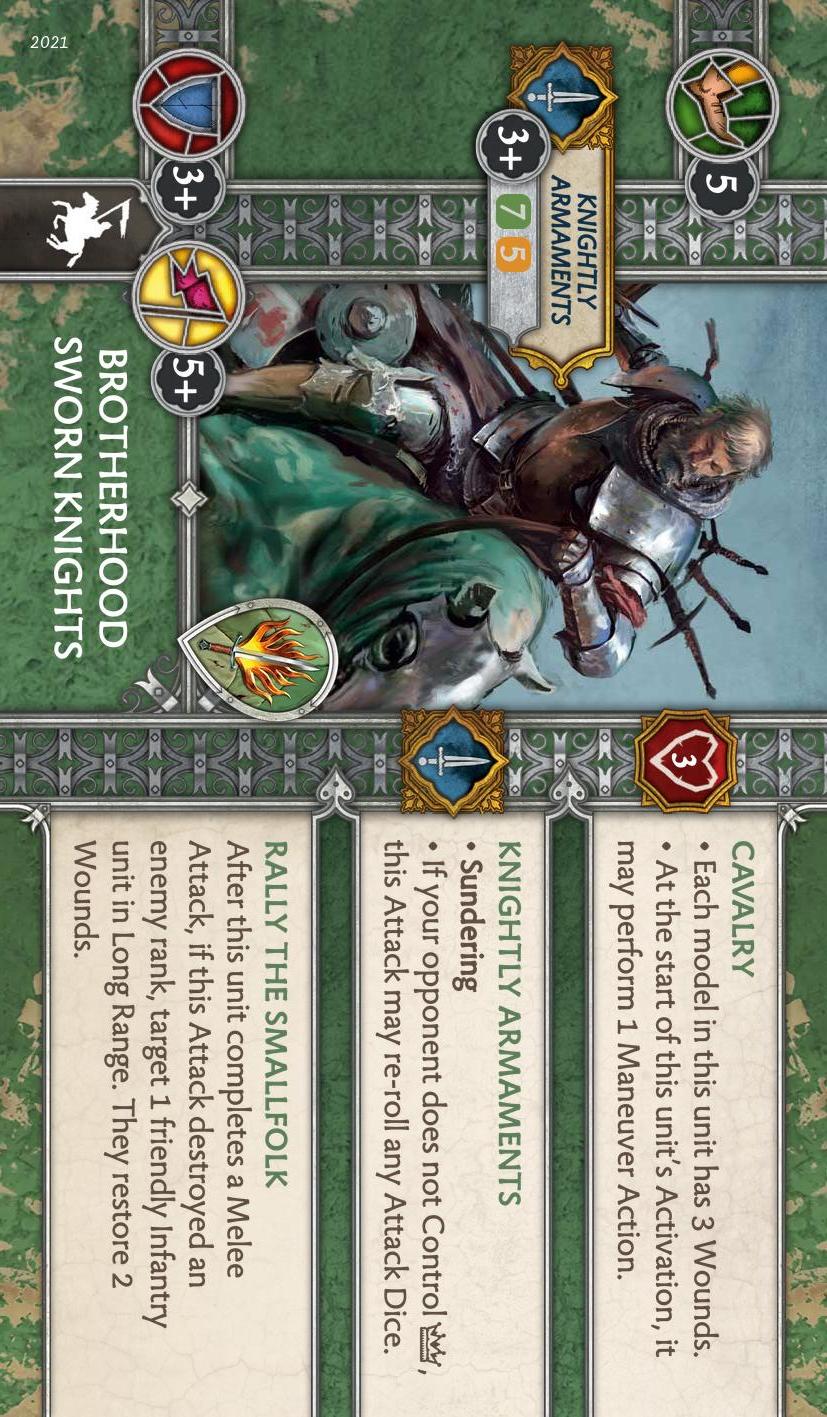 5
KNIGHTLY
ARMAMENTS
3+
7 5
3+
5+
BROTHERHOOD
SWORN KNIGHTS
2021
3
CAVALRY
• Each model in this unit has 3 Wounds.
• At the start of this unit's Activation, it
may perform 1 Maneuver Action.
KNIGHTLY ARMAMENTS
• Sundering
• If your opponent does not Control ,
this Attack may re-roll any Attack Dice.
RALLY THE SMALLFOLK
After this unit completes a Melee
Attack, if this Attack destroyed an
enemy rank, target 1 friendly Infantry
unit in Long Range. They restore 2
Wounds.